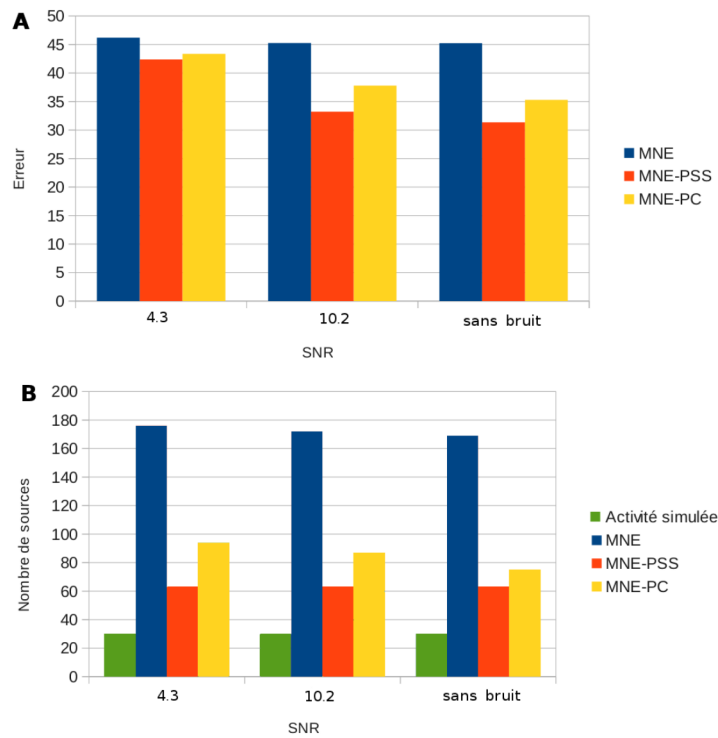 A
50
45
40
35
30
25
20
15
10
5
0
Erreur
4.3 10.2 sans bruit
SNR
MNE
MNE-PSS
MNE-PC
B
200
180
160
140
120
100
80
60
40
20
0
Nombre de sources
4.3 10.2 sans bruit
SNR
Activité simulée
MNE
MNE-PSS
MNE-PC